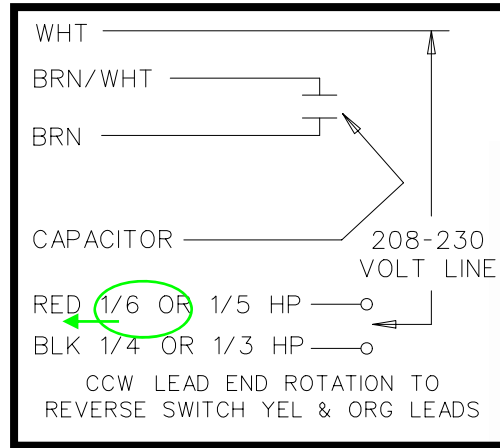 WHT
BRN/WHT
BRN
CAPACITOR
208-230
VOLT LINE
RED 1/6 OR 1/5 HP
BLK 1/4 OR 1/3 HP
CCW LEAD END ROTATION TO
REVERSE SWITCH YEL & ORG LEADS